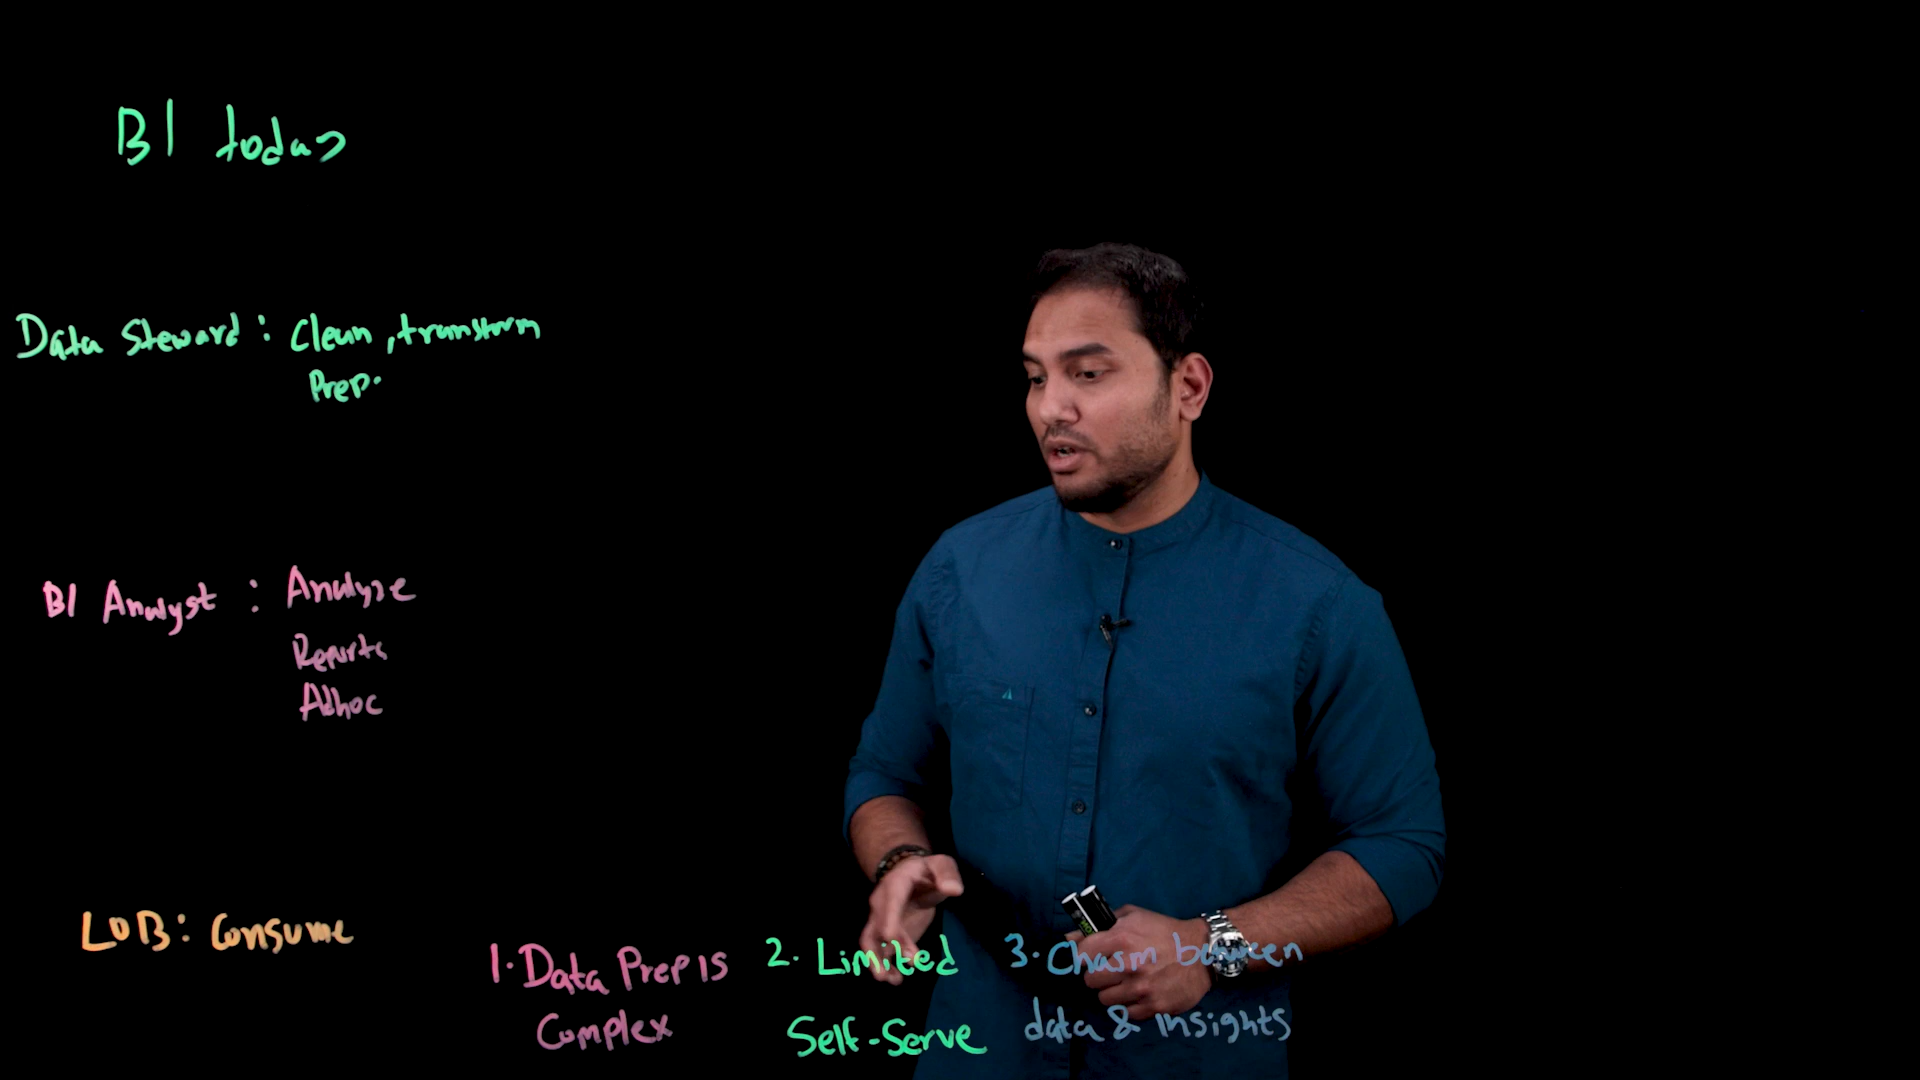 BI today
Data Steward : Clean, transform
Prep.
BI Analyst : Analyze
Reports
Adhoc
LOB: Consume
1. Data Prep is
Complex
2. Limited
Self-Serve
3. Chasm between
data & insights